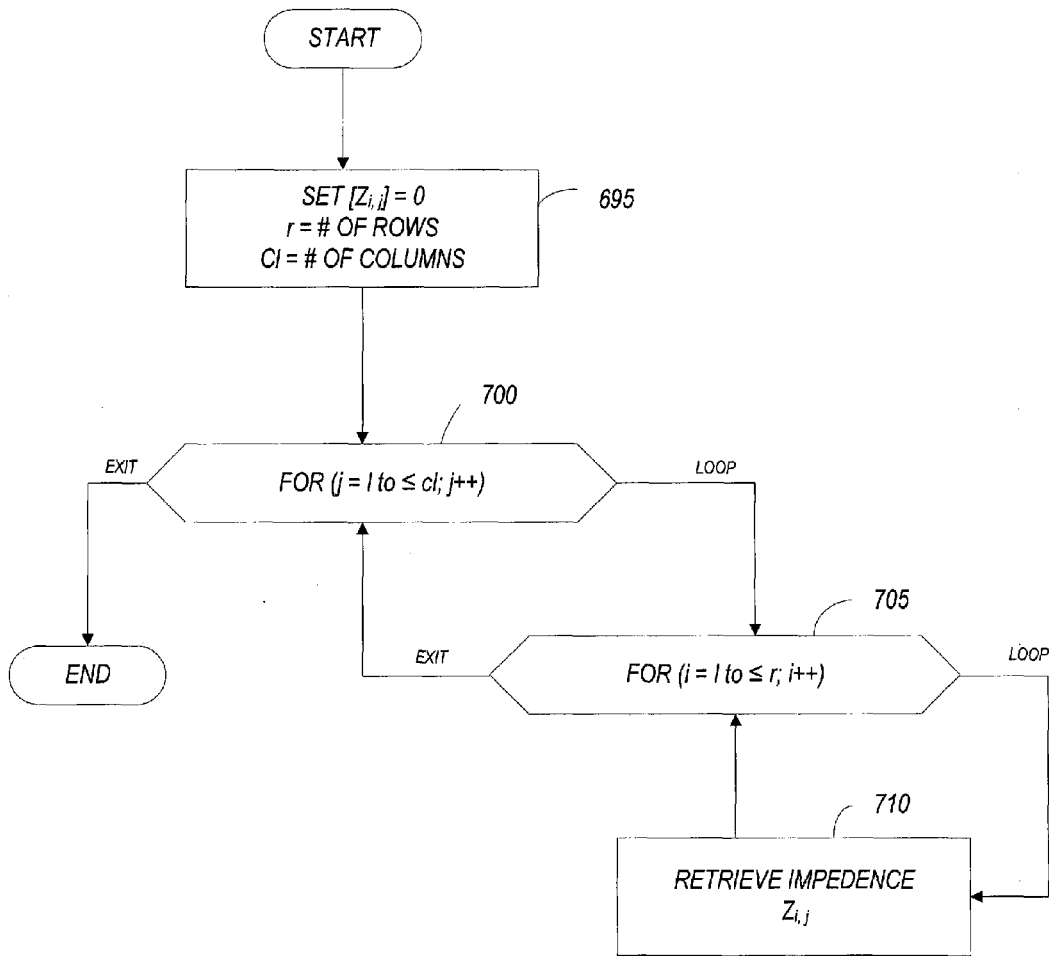 START
SET [Zi, j] = 0
r = # OF ROWS
Cl = # OF COLUMNS
695
700
EXIT
FOR (j = l to ≤ cl; j++)
LOOP
705
END
EXIT
FOR (i = l to ≤ r; i++)
LOOP
710
RETRIEVE IMPEDENCE
Zi, j